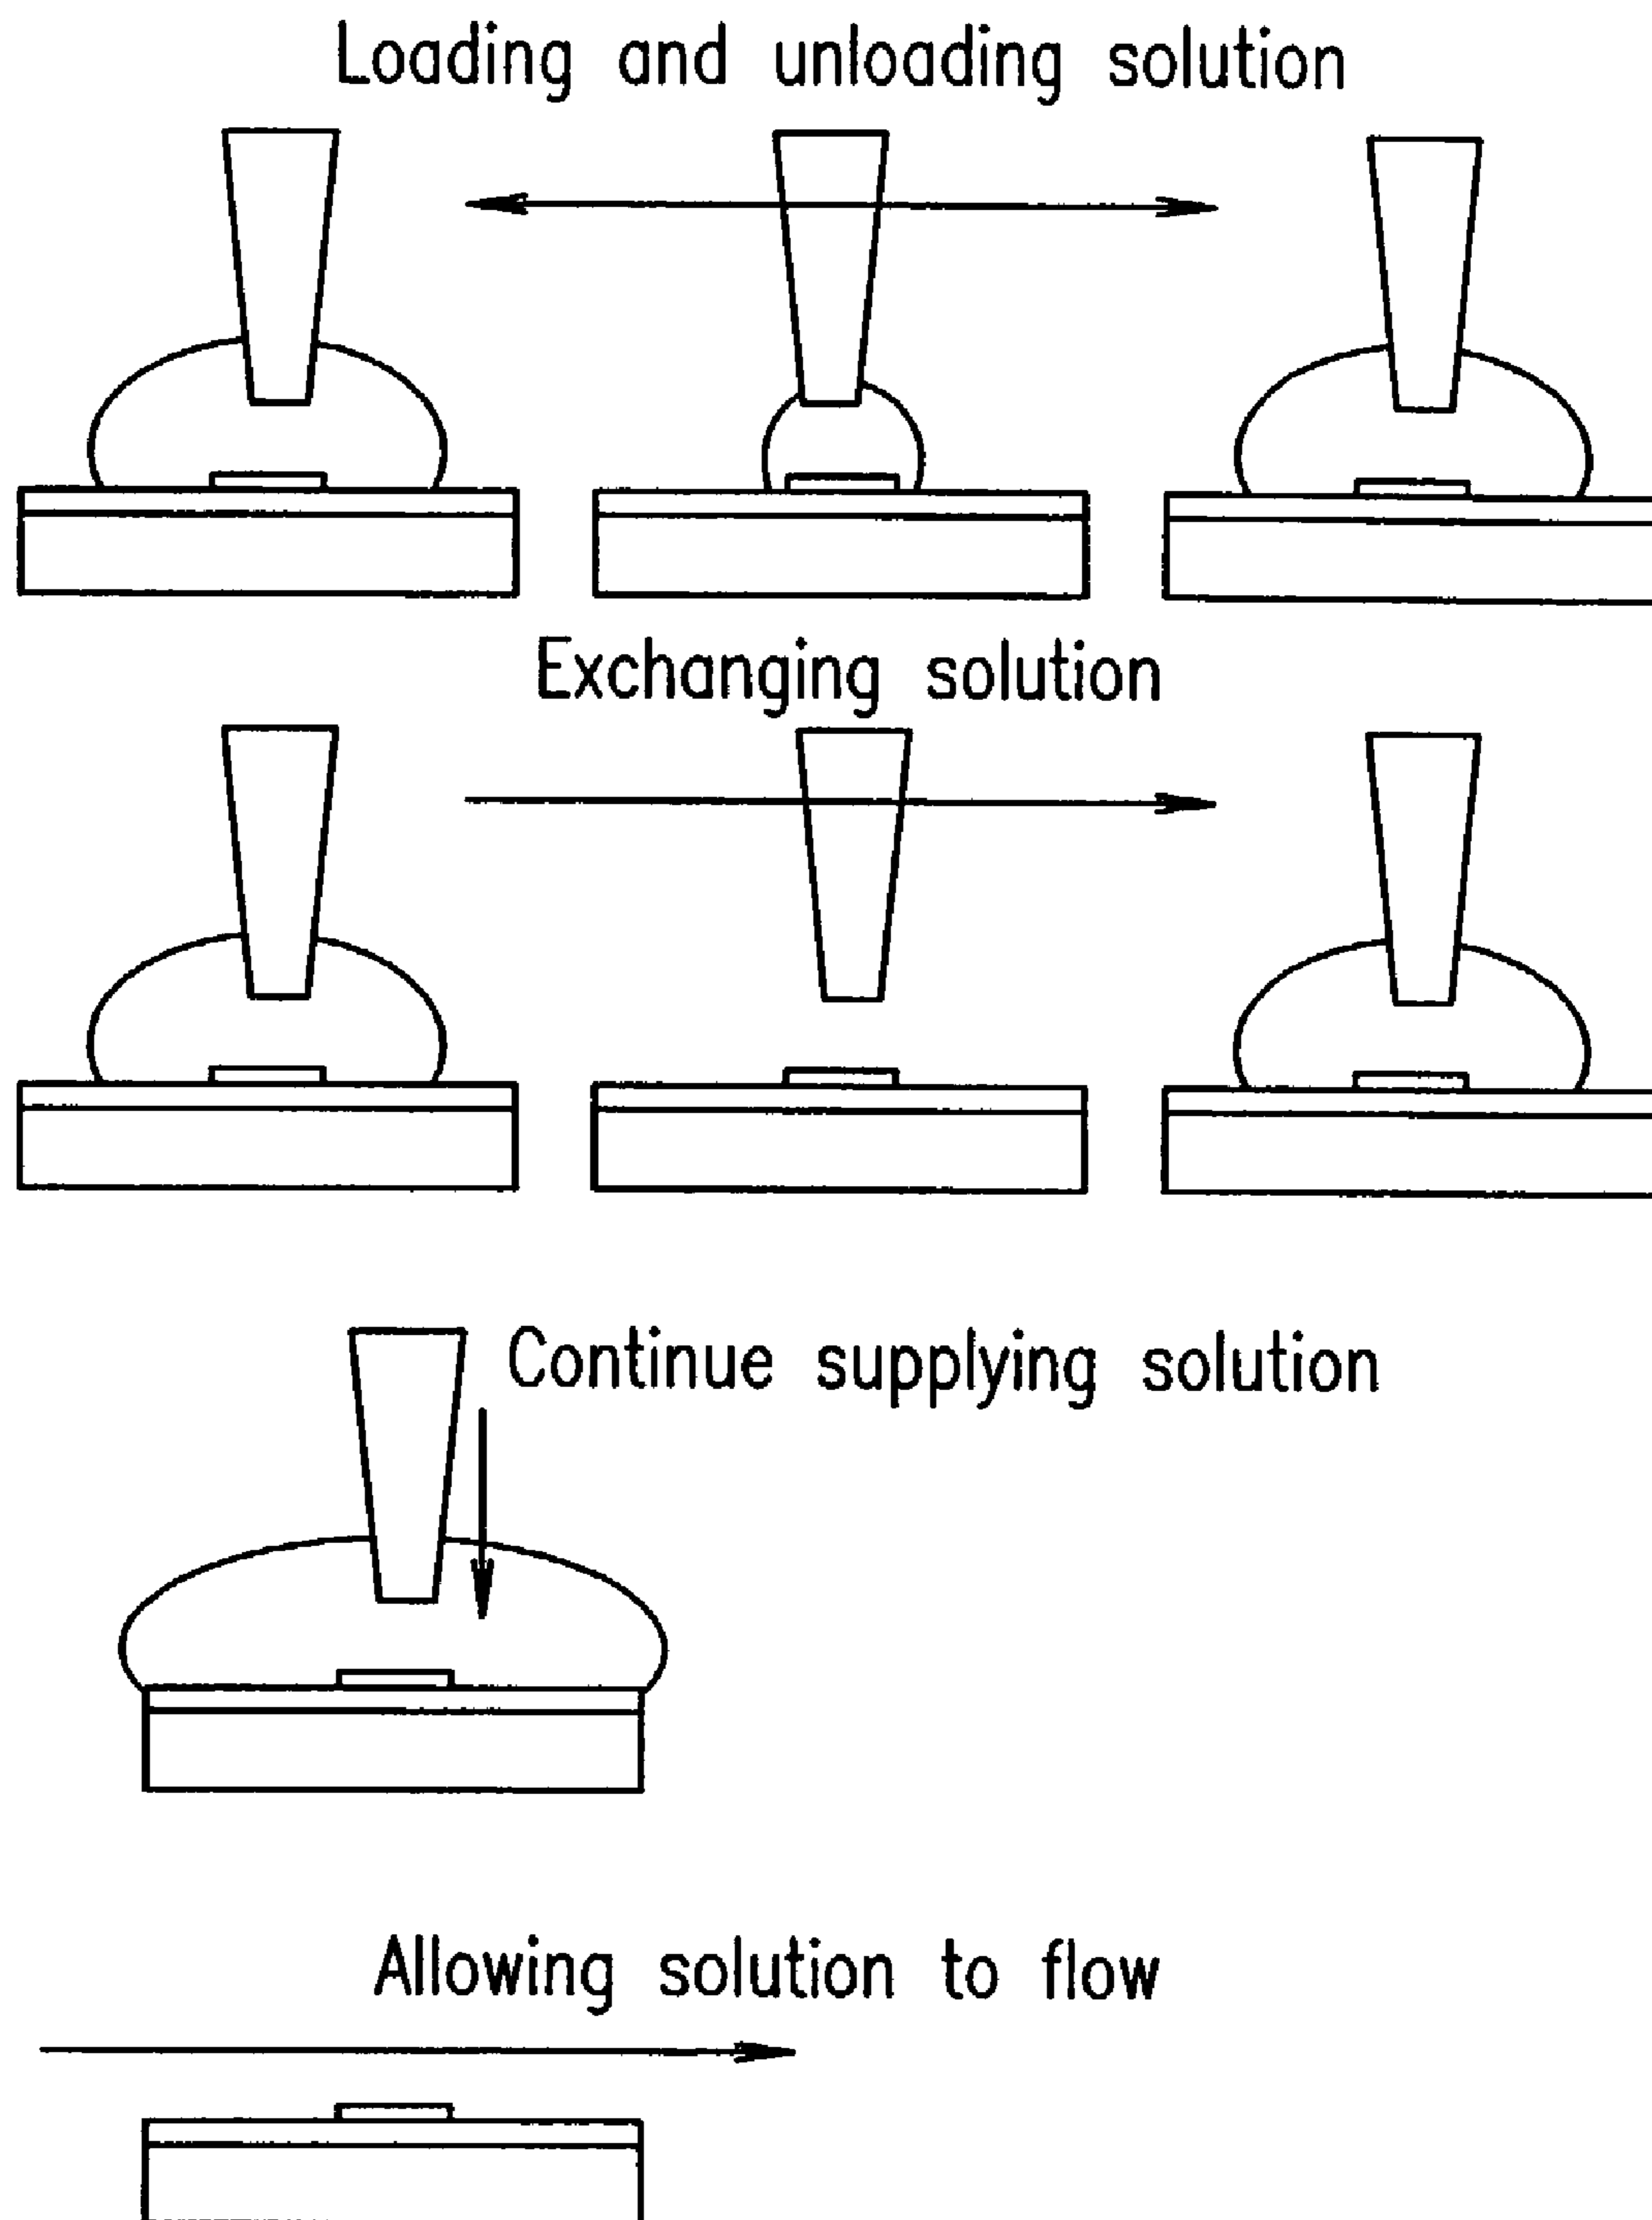 Loading and unloading solution
Exchanging solution
Continue supplying solution
Allowing solution to flow